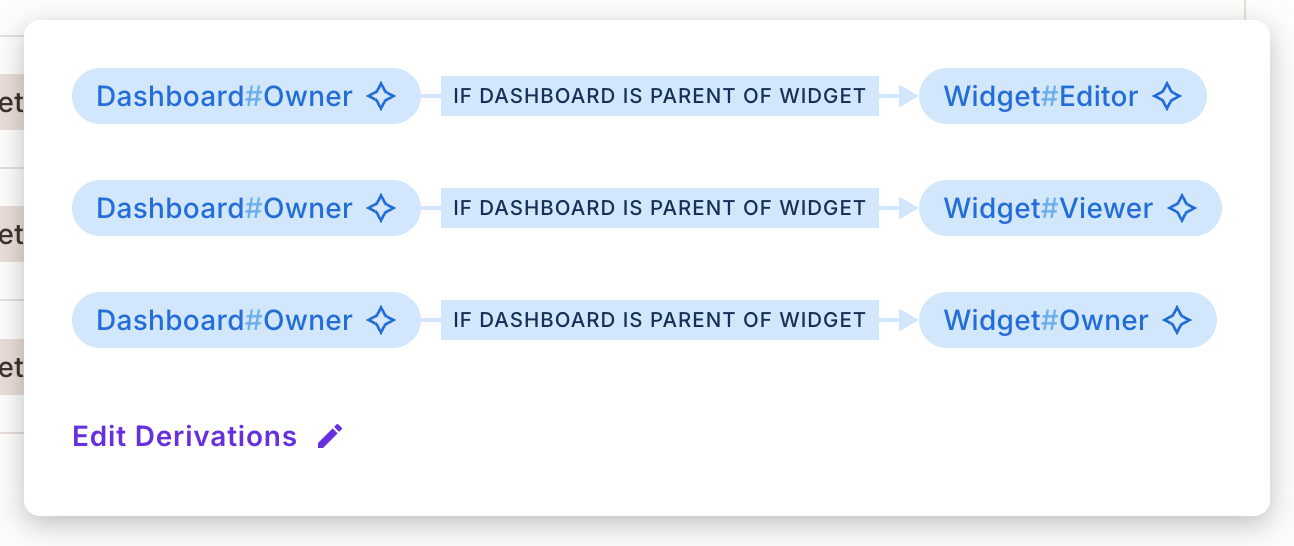 Dashboard#Owner IF DASHBOARD IS PARENT OF WIDGET Widget#Editor
et
Dashboard#Owner IF DASHBOARD IS PARENT OF WIDGET Widget#Viewer
et
Dashboard#Owner IF DASHBOARD IS PARENT OF WIDGET Widget#Owner
et
Edit Derivations